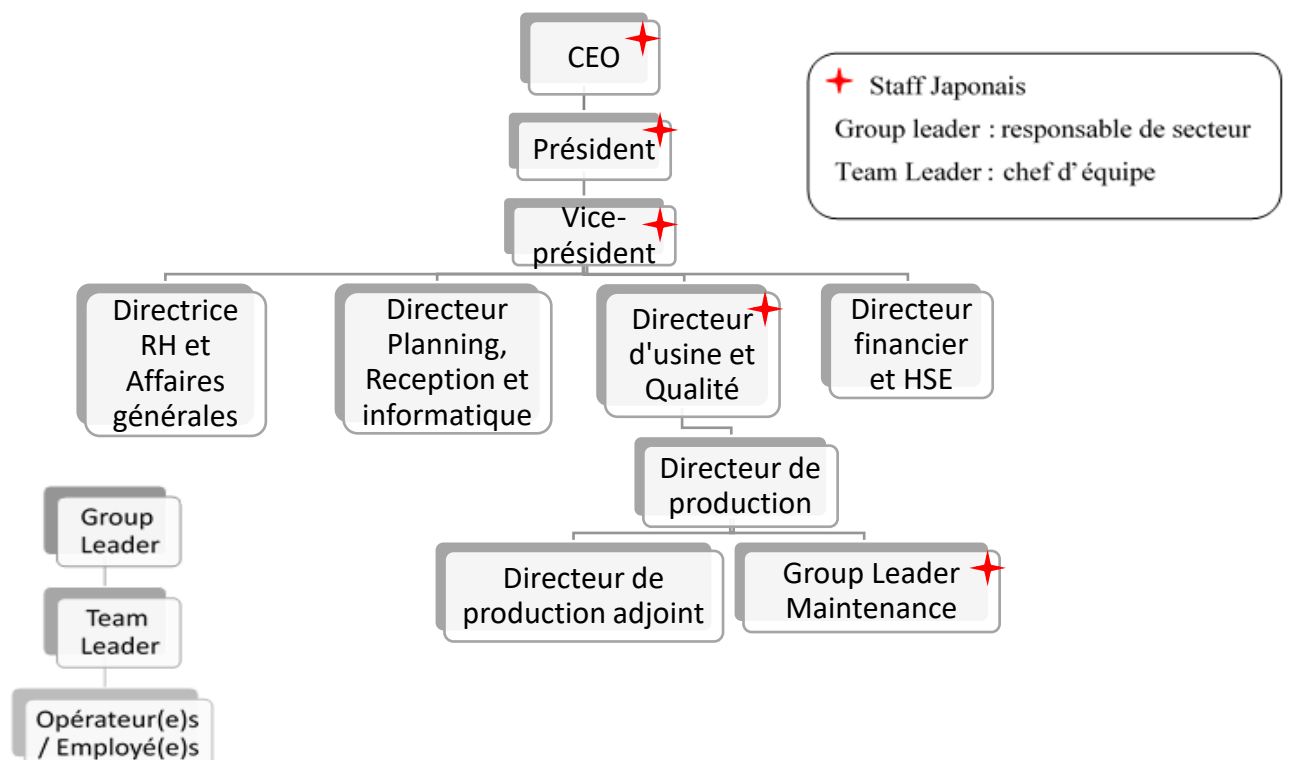 CEO
Staff Japonais
Group leader : responsable de secteur
Team Leader : chef d'équipe
Président
Vice-
président
Directrice
RH et
Affaires
générales
Directeur
Planning,
Reception et
informatique
Directeur
d'usine et
Qualité
Directeur
financier
et HSE
Directeur de
production
Directeur de
production adjoint
Group Leader
Maintenance
Group
Leader
Team
Leader
Opérateur(e)s
/ Employé(e)s